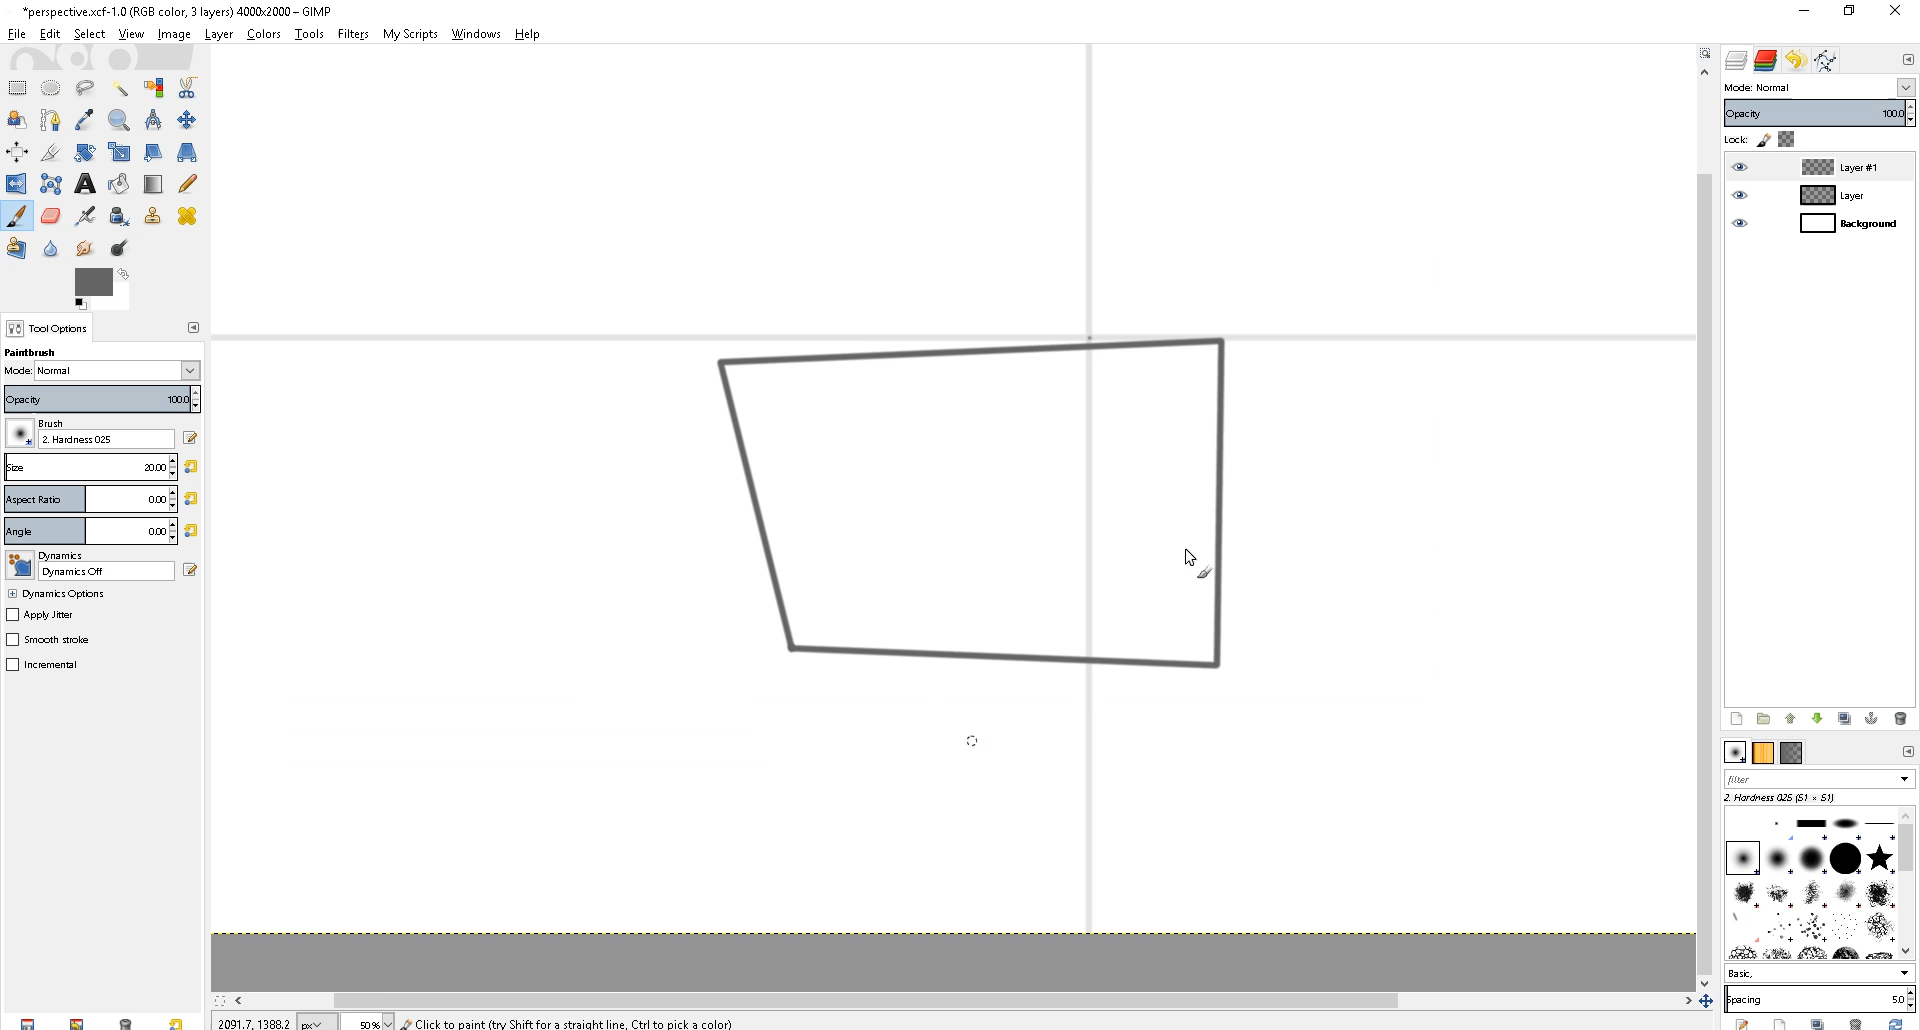 *perspective.xcf-1.0 (RGB color, 3 layers) 4000x2000 – GIMP
File Edit Select View Image Layer Colors Tools Filters My Scripts Windows Help
Mode: Normal
Opacity 100.0
Lock:
Layer #1
Layer
Background
Tool Options
Paintbrush
Mode: Normal
Opacity 100.0
Brush
2. Hardness 025
Size 20.00
Aspect Ratio 0.00
Angle 0.00
Dynamics
Dynamics Off
Dynamics Options
Apply Jitter
Smooth stroke
Incremental
filter
2. Hardness 025 (51 × 51)
Basic,
Spacing 5.0
2091.7, 1388.2 px 50% Click to paint (try Shift for a straight line, Ctrl to pick a color)